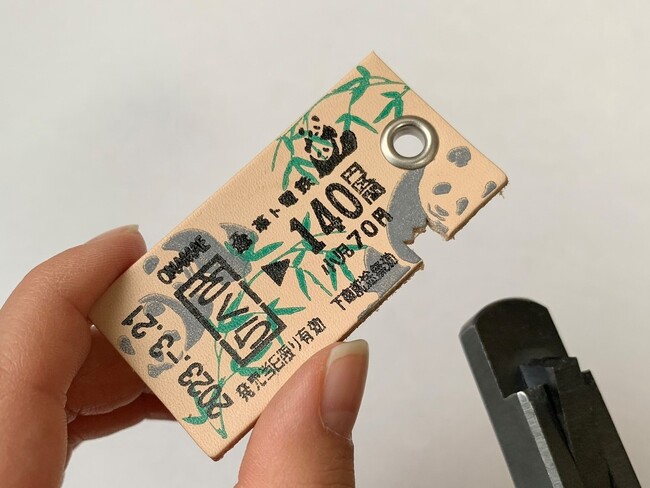 140円区間
小児70円
2023.-3.21
発売当日限り有効
下車前途無効